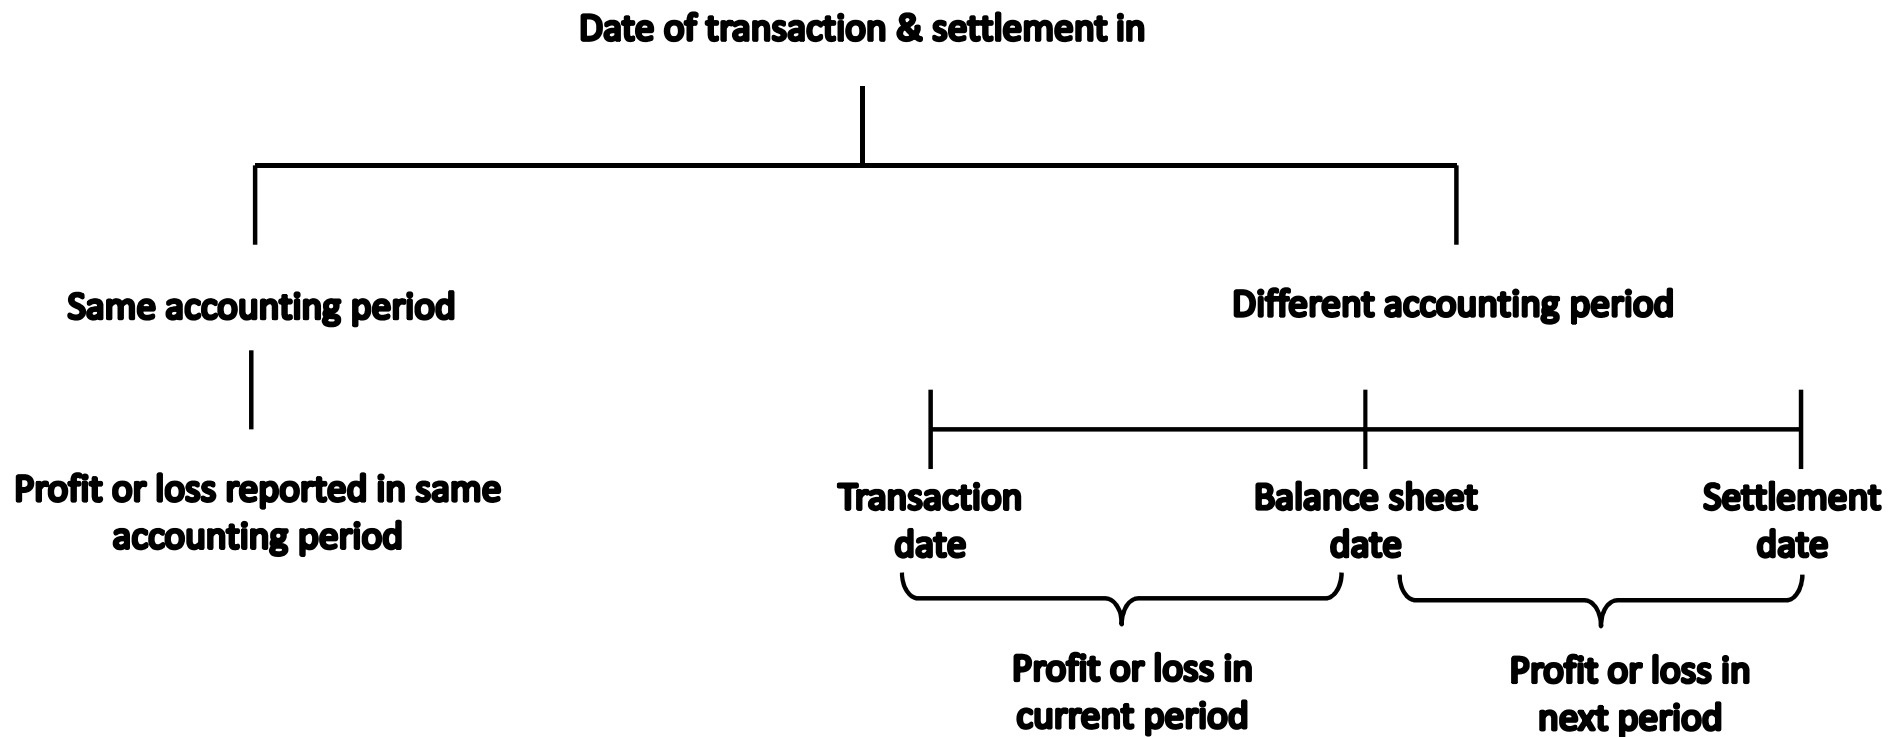 Date of transaction & settlement in
Same accounting period
Different accounting period
Profit or loss reported in same
accounting period
Transaction
date
Balance sheet
date
Settlement
date
Profit or loss in
current period
Profit or loss in
next period